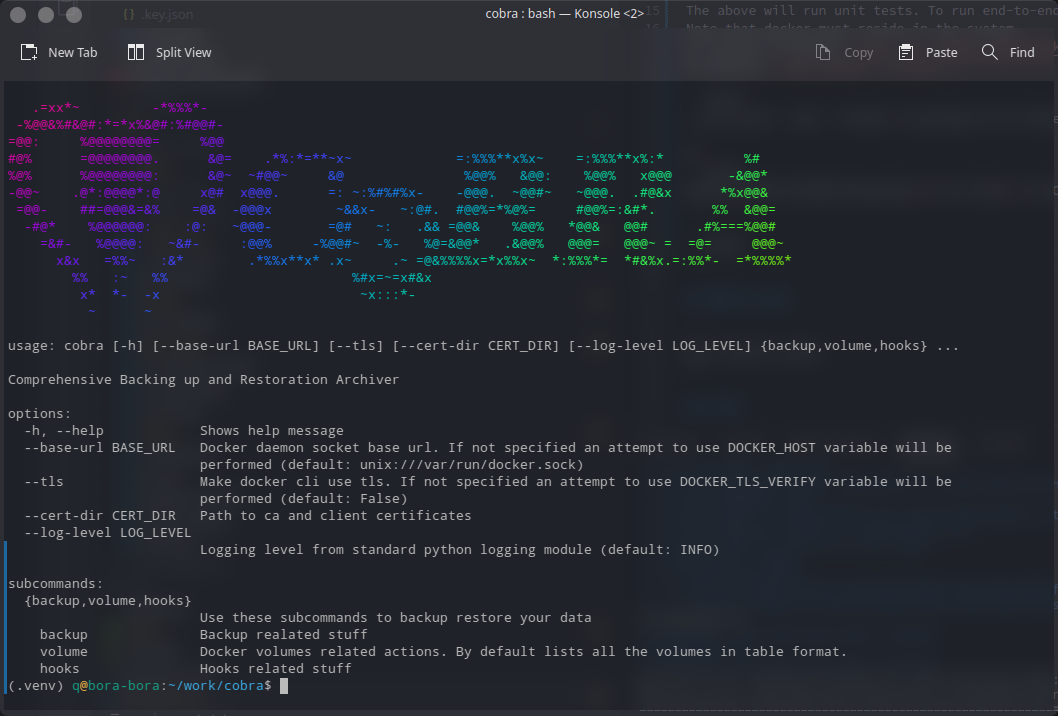 .key.json
cobra : bash — Konsole <2>
15 The above will run unit tests. To run end-to-end
16 Note that docker must reside in the system
New Tab
Split View
Copy
Paste
Find
usage: cobra [-h] [--base-url BASE_URL] [--tls] [--cert-dir CERT_DIR] [--log-level LOG_LEVEL] {backup,volume,hooks} ...
Comprehensive Backing up and Restoration Archiver
options:
-h, --help Shows help message
--base-url BASE_URL Docker daemon socket base url. If not specified an attempt to use DOCKER_HOST variable will be
performed (default: unix:///var/run/docker.sock)
--tls Make docker cli use tls. If not specified an attempt to use DOCKER_TLS_VERIFY variable will be
performed (default: False)
--cert-dir CERT_DIR Path to ca and client certificates
--log-level LOG_LEVEL
Logging level from standard python logging module (default: INFO)
subcommands:
{backup,volume,hooks}
Use these subcommands to backup restore your data
backup Backup realated stuff
volume Docker volumes related actions. By default lists all the volumes in table format.
hooks Hooks related stuff
(.venv) q@bora-bora:~/work/cobra$